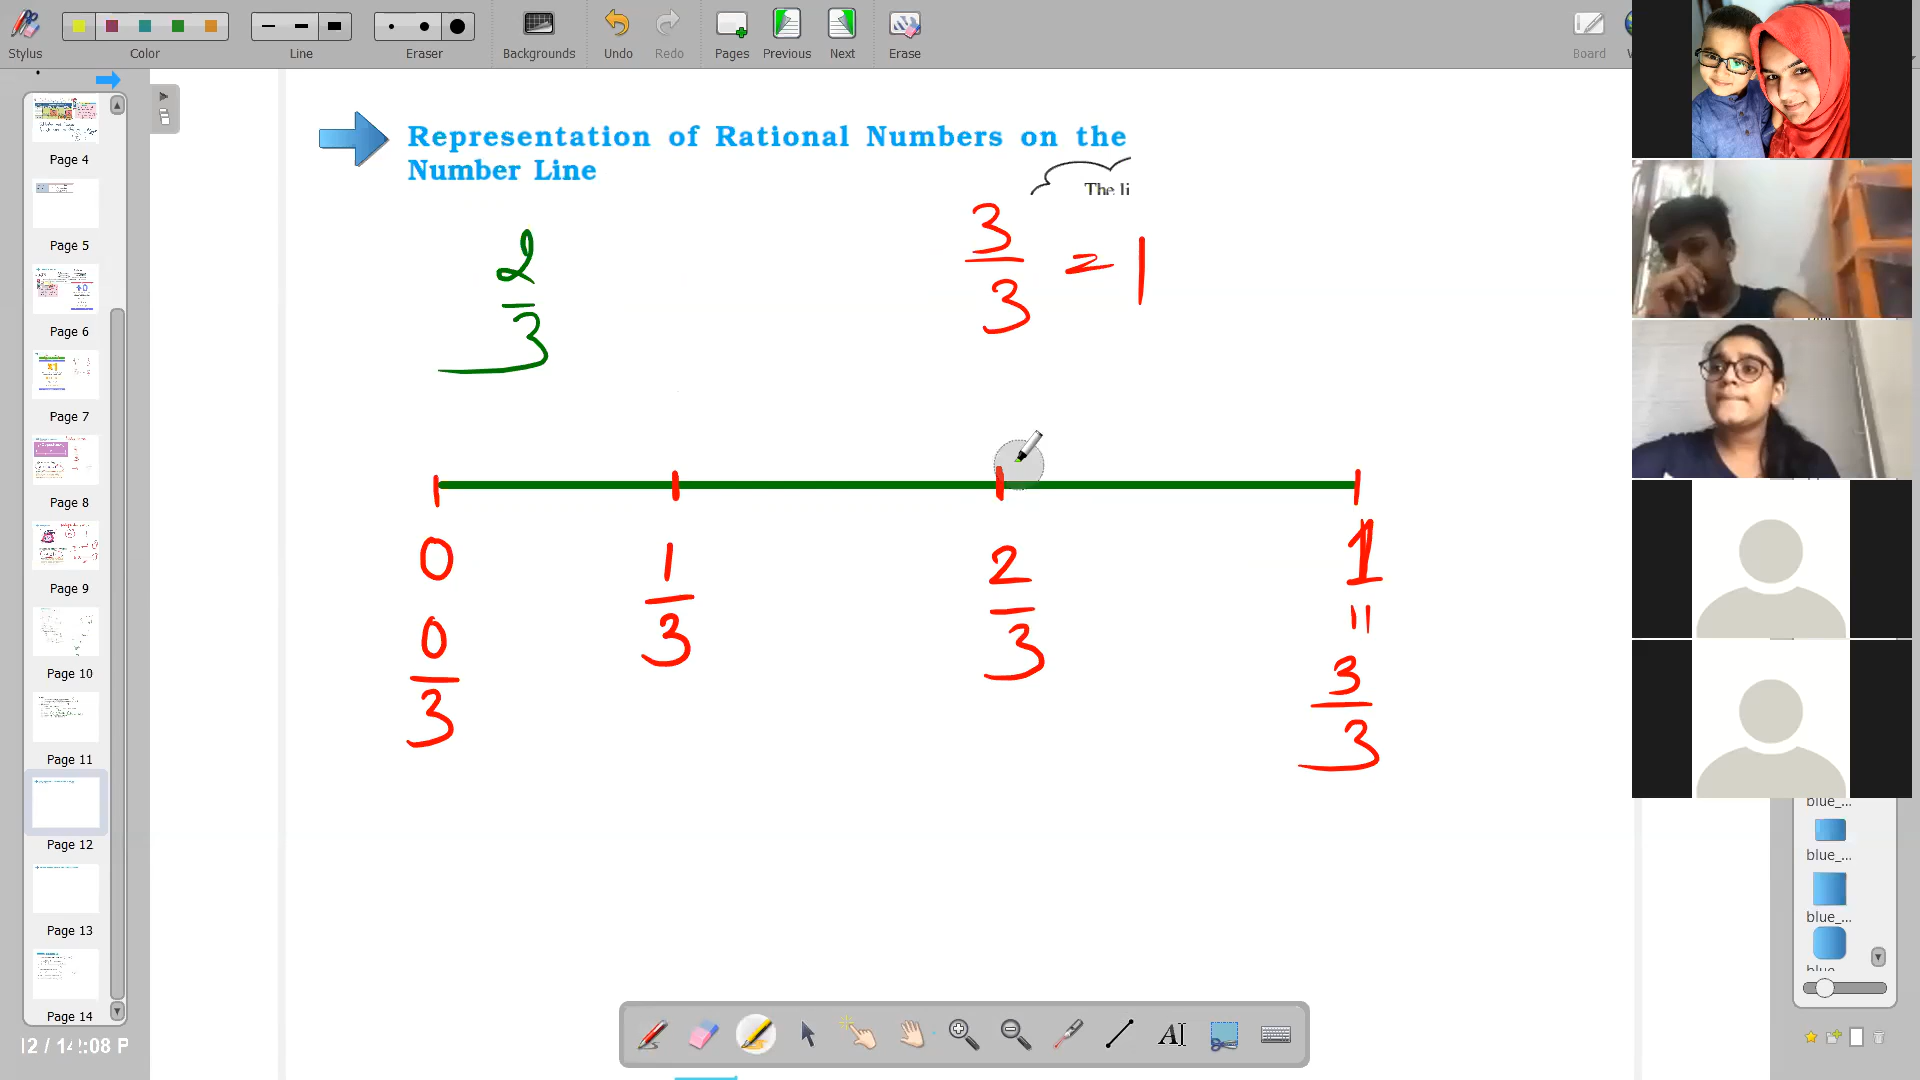 Stylus
Color
Line
Eraser
Backgrounds
Undo
Redo
Pages
Previous
Next
Erase
Board
Page 4
Page 5
Page 6
Page 7
Page 8
Page 9
Page 10
Page 11
Page 12
Page 13
Page 14
Representation of Rational Numbers on the
Number Line
The li
2
3
3
3
= 1
0
1
3
2
3
1
0
3
=
3
3
blue_...
blue_...
blue_...